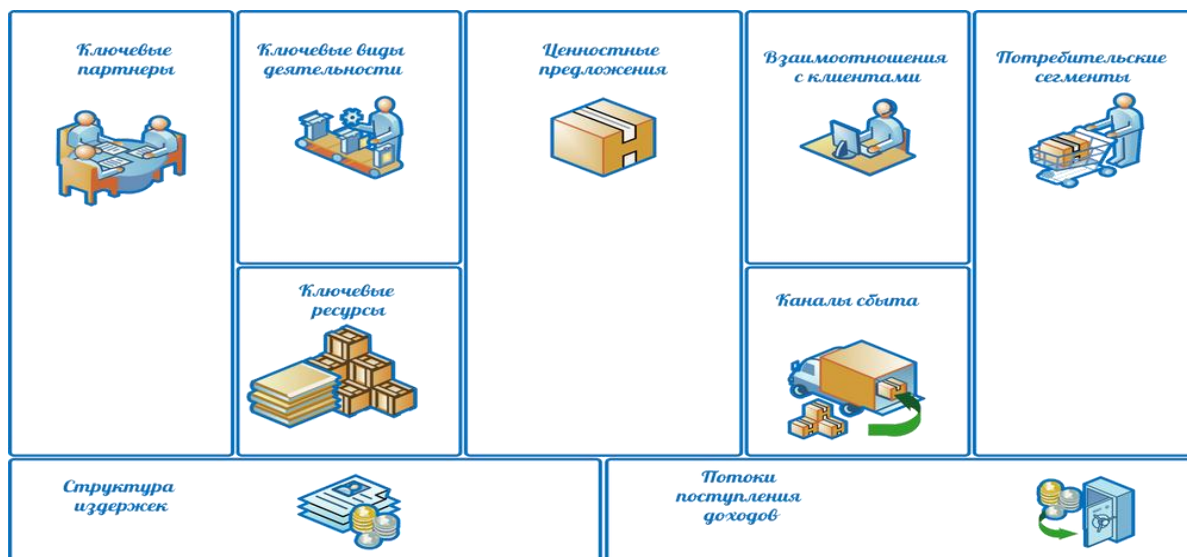 Ключевые
партнеры
Ключевые виды
деятельности
Ценностные
предложения
Взаимоотношения
с клиентами
Потребительские
сегменты
Ключевые
ресурсы
Каналы сбыта
Структура
издержек
Потоки
поступления
доходов